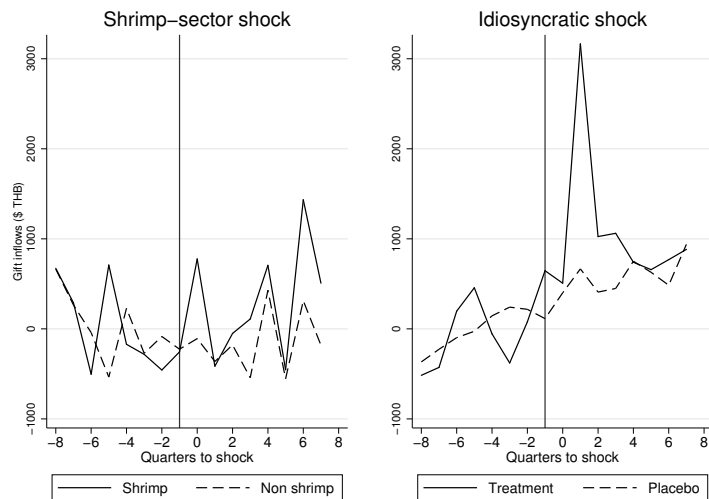 Shrimp−sector shock
Gift inflows ($ THB)
3000
2000
1000
0
−1000
−8 −6 −4 −2 0 2 4 6 8
Quarters to shock
Shrimp Non shrimp
Idiosyncratic shock
3000
2000
1000
0
−1000
−8 −6 −4 −2 0 2 4 6 8
Quarters to shock
Treatment Placebo